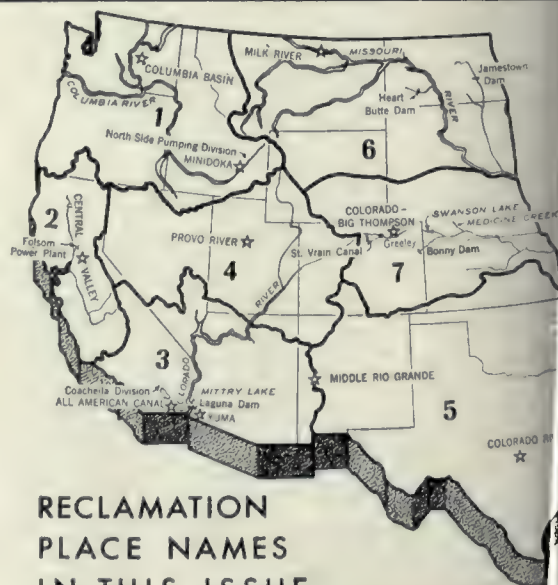 MILK RIVER
MISSOURI
COLUMBIA BASIN
Jamestown
Dam
COLUMBIA RIVER
1
Heart
Butte Dam
RIVER
North Side Pumping Division
MINIDOKA
6
2
CENTRAL
VALLEY
Folsom
Power Plant
PROVO RIVER
4
COLORADO -
BIG THOMPSON
SWANSON LAKE
MEDICINE CREEK
St. Vrain Canal
Greeley
Bonny Dam
7
RIVER
3
Coachella Division
ALL AMERICAN CANAL
MITTRY LAKE
Laguna Dam
MIDDLE RIO GRANDE
5
RECLAMATION
PLACE NAMES
IN THIS ISSUE